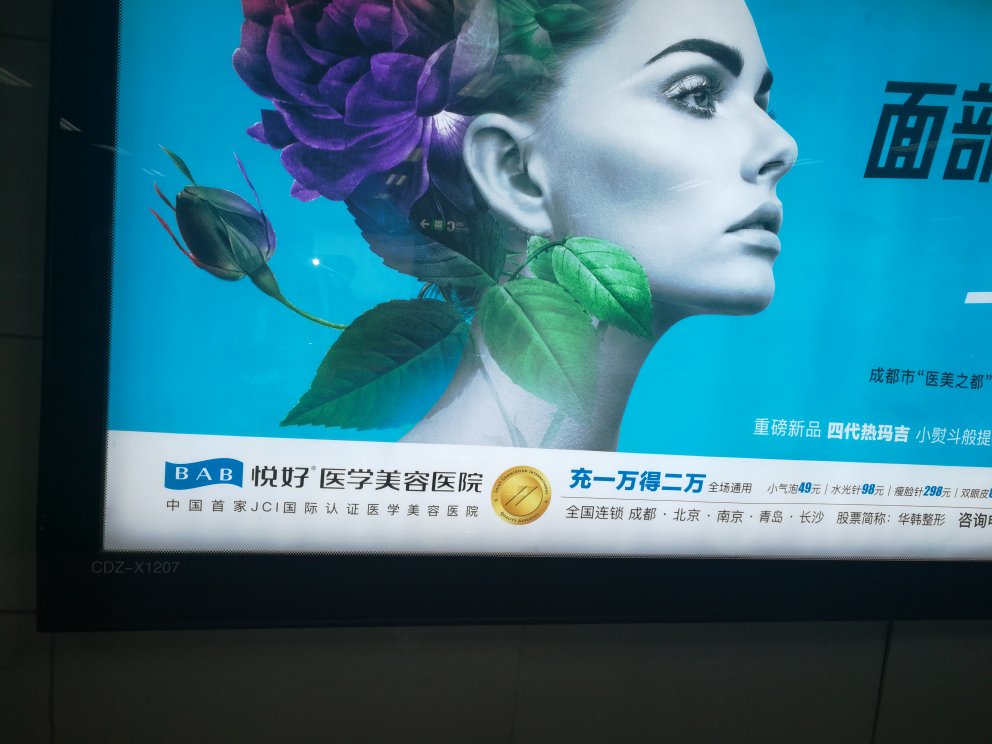 面部
成都市“医美之都”
重磅新品 四代热玛吉 小熨斗般提
BAB 悦好® 医学美容医院
中国首家JCI国际认证医学美容医院
充一万得二万 全场通用 小气泡49元 | 水光针98元 | 瘦脸针298元 | 双眼皮
全国连锁 成都 · 北京 · 南京 · 青岛 · 长沙 股票简称：华韩整形 咨询
CDZ-X1207